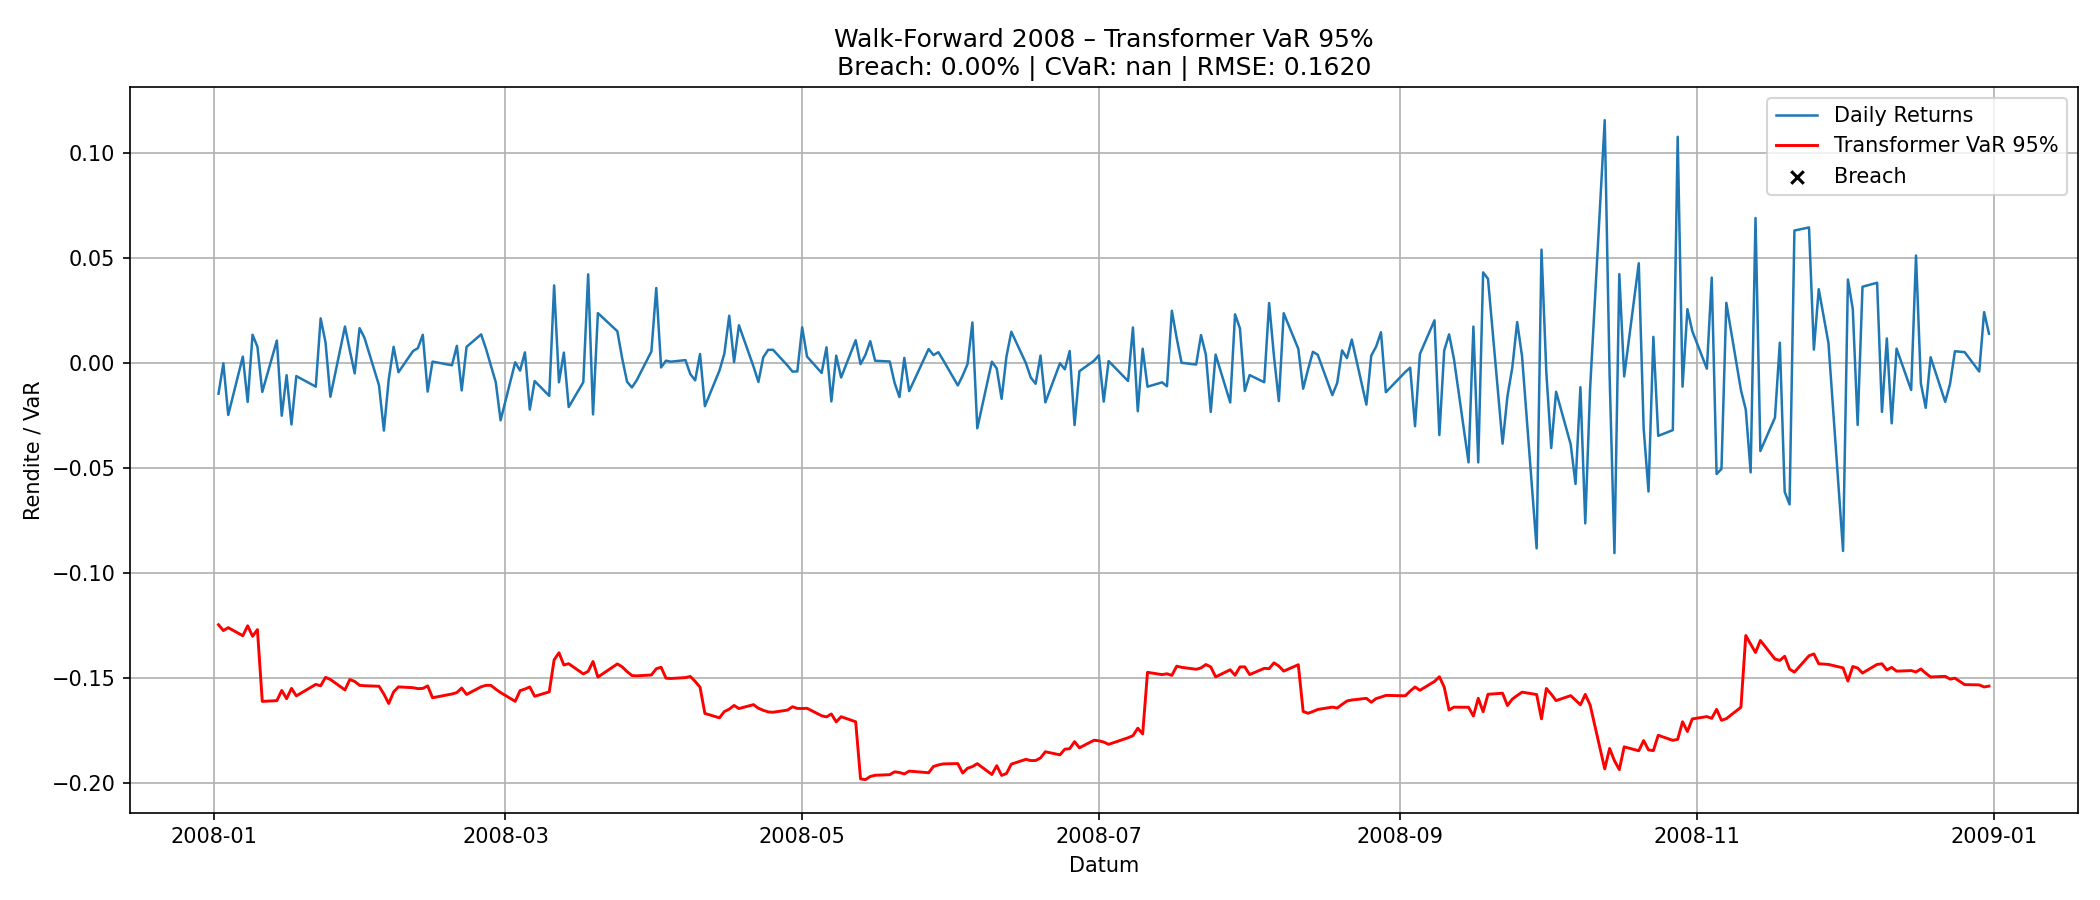 Walk-Forward 2008 – Transformer VaR 95%
Breach: 0.00% | CVaR: nan | RMSE: 0.1620
Daily Returns
Transformer VaR 95%
Breach
Rendite / VaR
0.10
0.05
0.00
−0.05
−0.10
−0.15
−0.20
2008-01
2008-03
2008-05
2008-07
2008-09
2008-11
2009-01
Datum